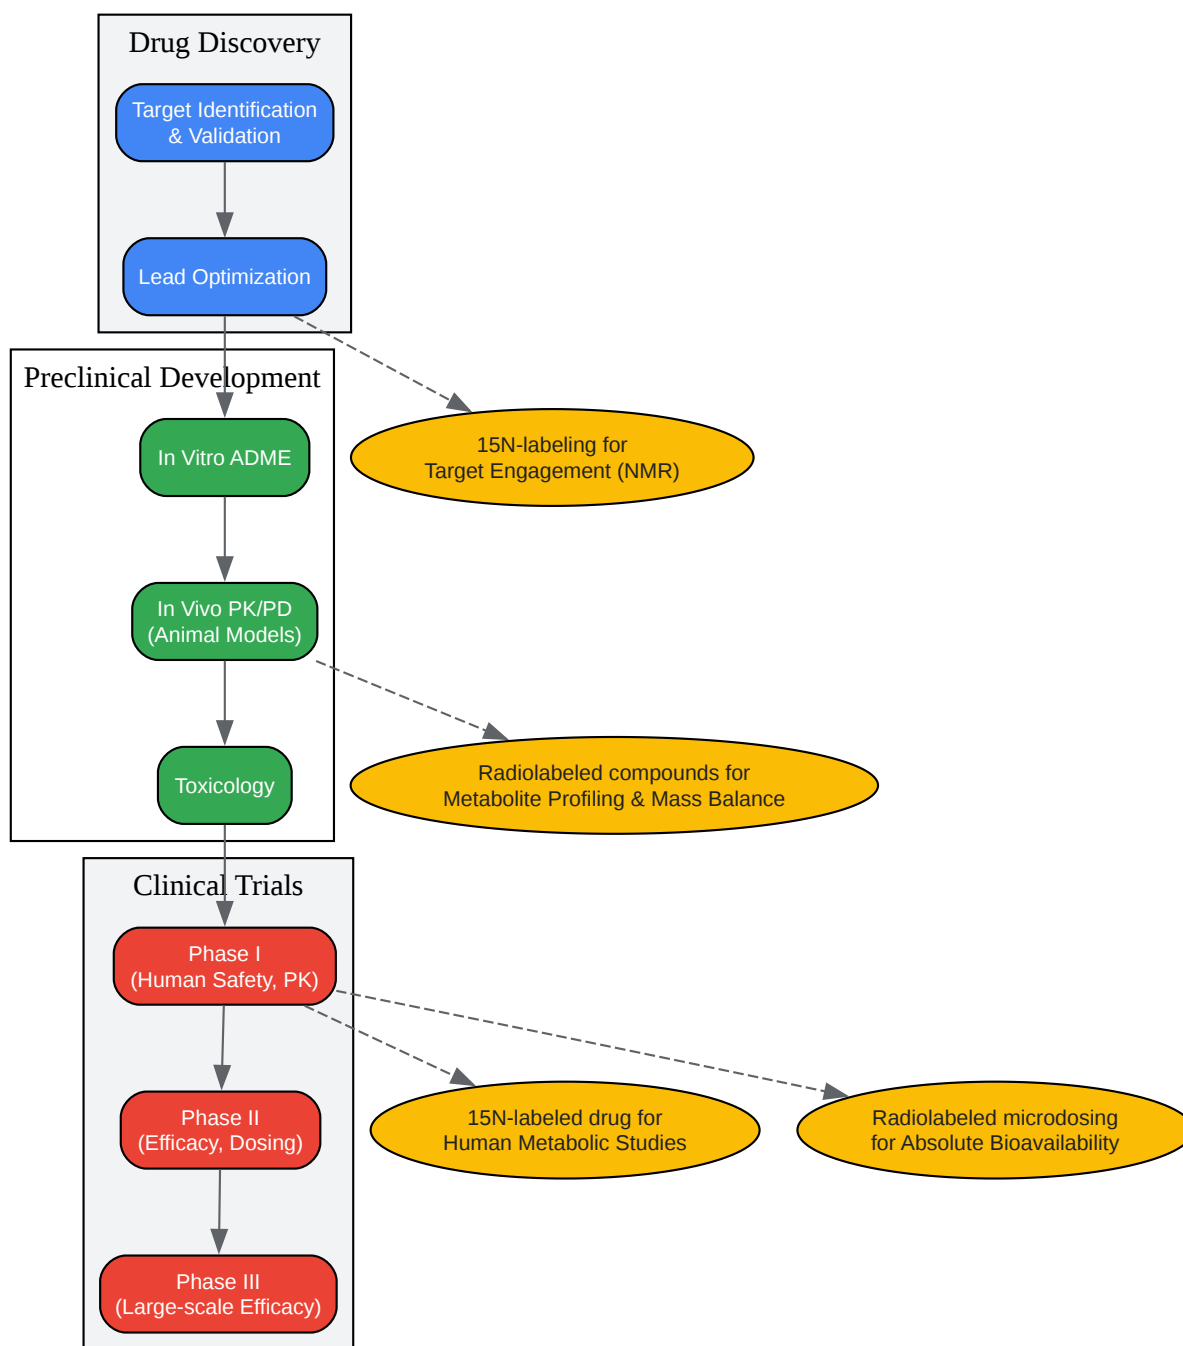 Drug Discovery
Target Identification
& Validation
Lead Optimization
Preclinical Development
In Vitro ADME
15N-labeling for
Target Engagement (NMR)
In Vivo PK/PD
(Animal Models)
Toxicology
Radiolabeled compounds for
Metabolite Profiling & Mass Balance
Clinical Trials
Phase I
(Human Safety, PK)
Phase II
(Efficacy, Dosing)
15N-labeled drug for
Human Metabolic Studies
Radiolabeled microdosing
for Absolute Bioavailability
Phase III
(Large-scale Efficacy)